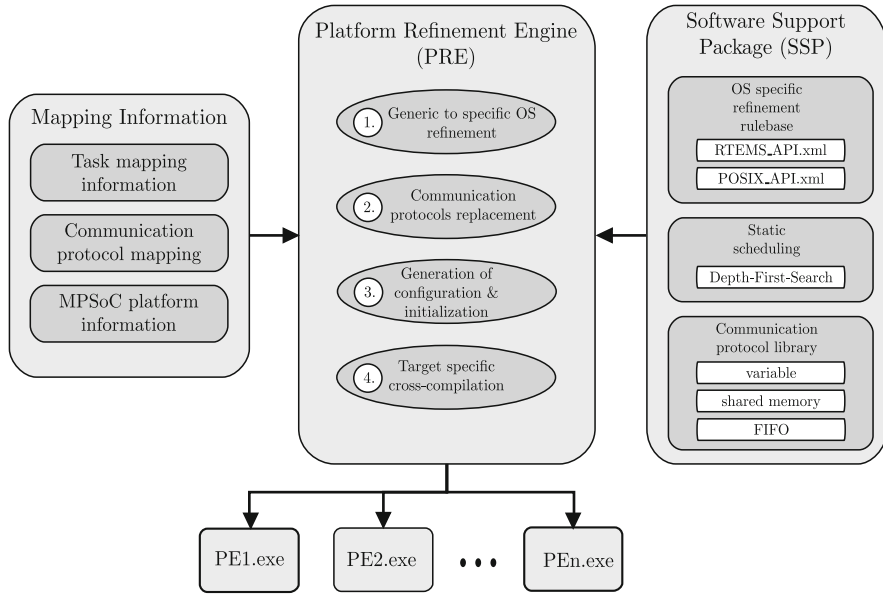 Mapping Information
Task mapping
information
Communication
protocol mapping
MPSoC platform
information
Platform Refinement Engine
(PRE)
1. Generic to specific OS
refinement
2. Communication
protocols replacement
3. Generation of
configuration &
initialization
4. Target specific
cross-compilation
Software Support
Package (SSP)
OS specific
refinement
rulebase
RTEMS_API.xml
POSIX_API.xml
Static
scheduling
Depth-First-Search
Communication
protocol library
variable
shared memory
FIFO
PE1.exe
PE2.exe
PEn.exe